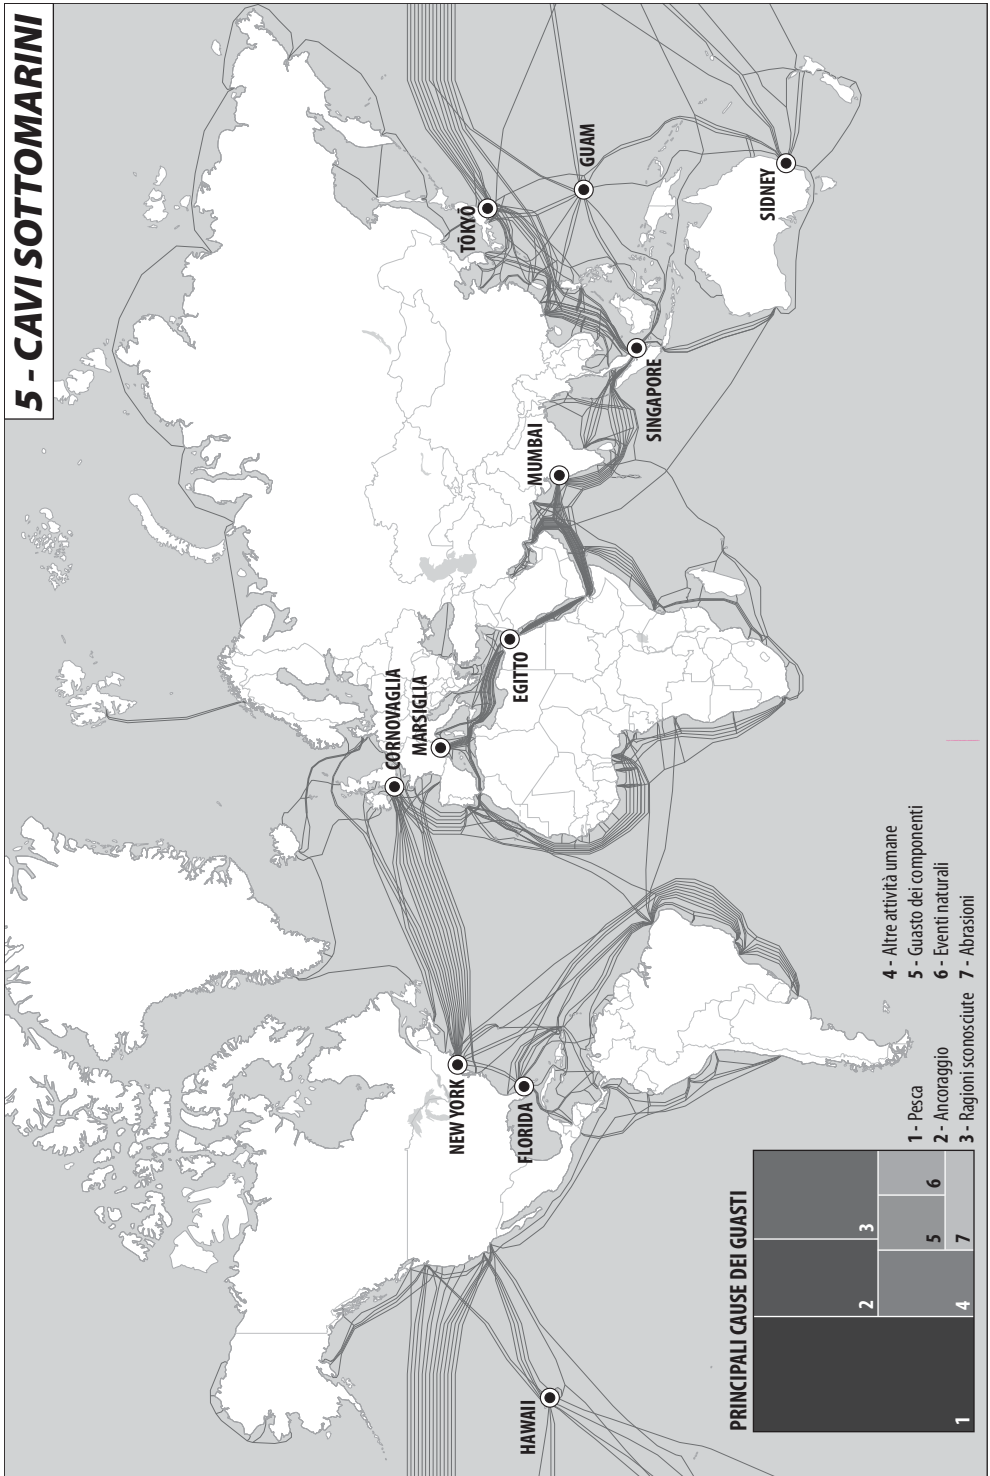 5 - CAVI SOTTOMARINI
HAWAII
NEW YORK
FLORIDA
CORNOVAGLIA
MARSIGLIA
EGITTO
MUMBAI
SINGAPORE
TŌKYŌ
GUAM
SIDNEY
PRINCIPALI CAUSE DEI GUASTI
1
2
3
4
5
6
7
1 - Pesca
2 - Ancoraggio
3 - Ragioni sconosciute
4 - Altre attività umane
5 - Guasto dei componenti
6 - Eventi naturali
7 - Abrasioni